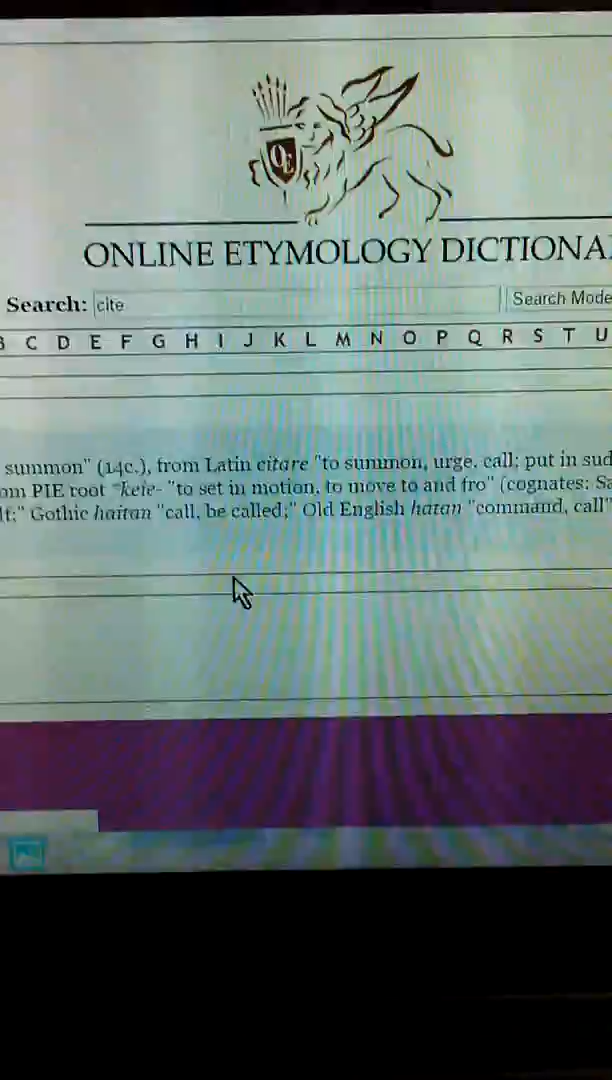 OE
ONLINE ETYMOLOGY DICTIONA
Search: cite Search Mode
B C D E F G H I J K L M N O P Q R S T U
summon" (14c.), from Latin citare "to summon, urge, call; put in sud
om PIE root *keie- "to set in motion, to move to and fro" (cognates: Sa
lt;" Gothic haitan "call, be called;" Old English hatan "command, call"